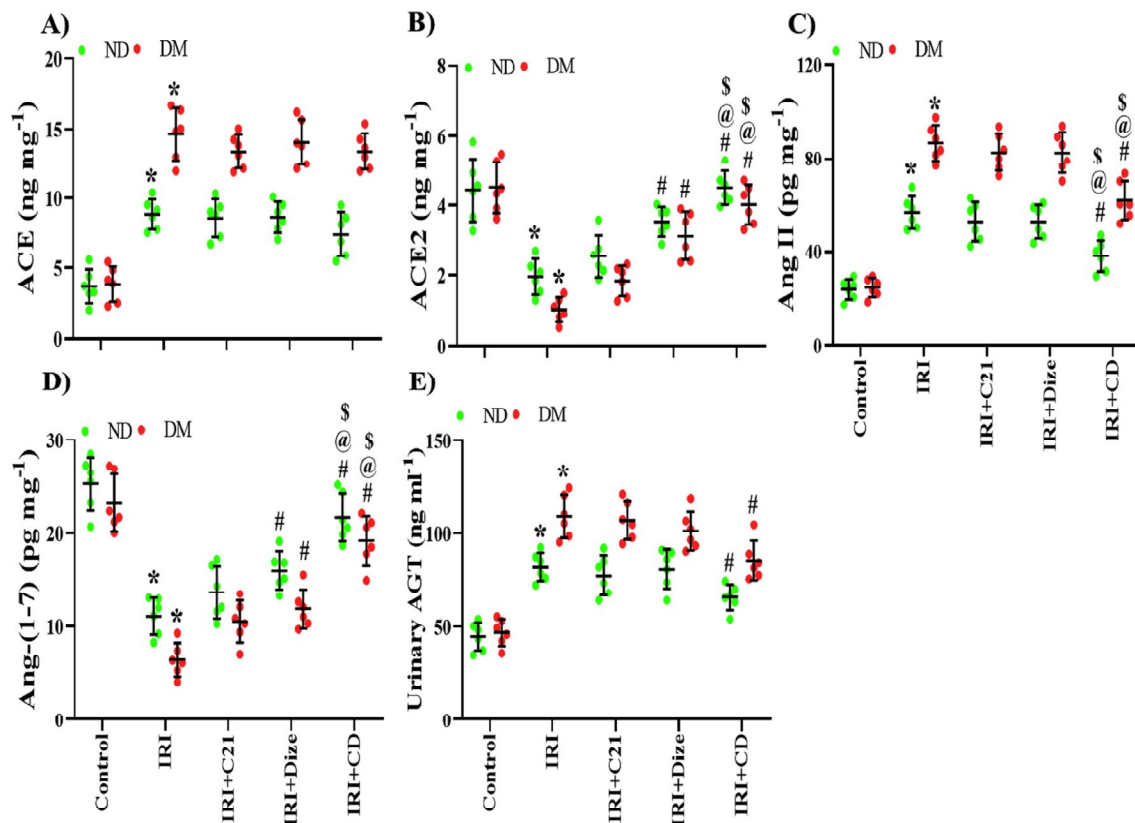 A)
ND DM
ACE (ng mg-1)
20
15
10
5
0
*
*
B)
ND DM
ACE2 (ng mg-1)
8
6
4
2
0
*
*
# #
$
@
#
$
@
#
C)
ND DM
Ang II (pg mg-1)
120
80
40
0
*
*
$
@
#
$
@
#
Control
IRI
IRI+C21
IRI+Dize
IRI+CD
D)
ND DM
Ang-(1-7) (pg mg-1)
30
20
10
0
*
*
#
#
$
@
#
$
@
#
Control
IRI
IRI+C21
IRI+Dize
IRI+CD
E)
ND DM
Urinary AGT (ng ml-1)
150
100
50
0
*
*
#
#
Control
IRI
IRI+C21
IRI+Dize
IRI+CD